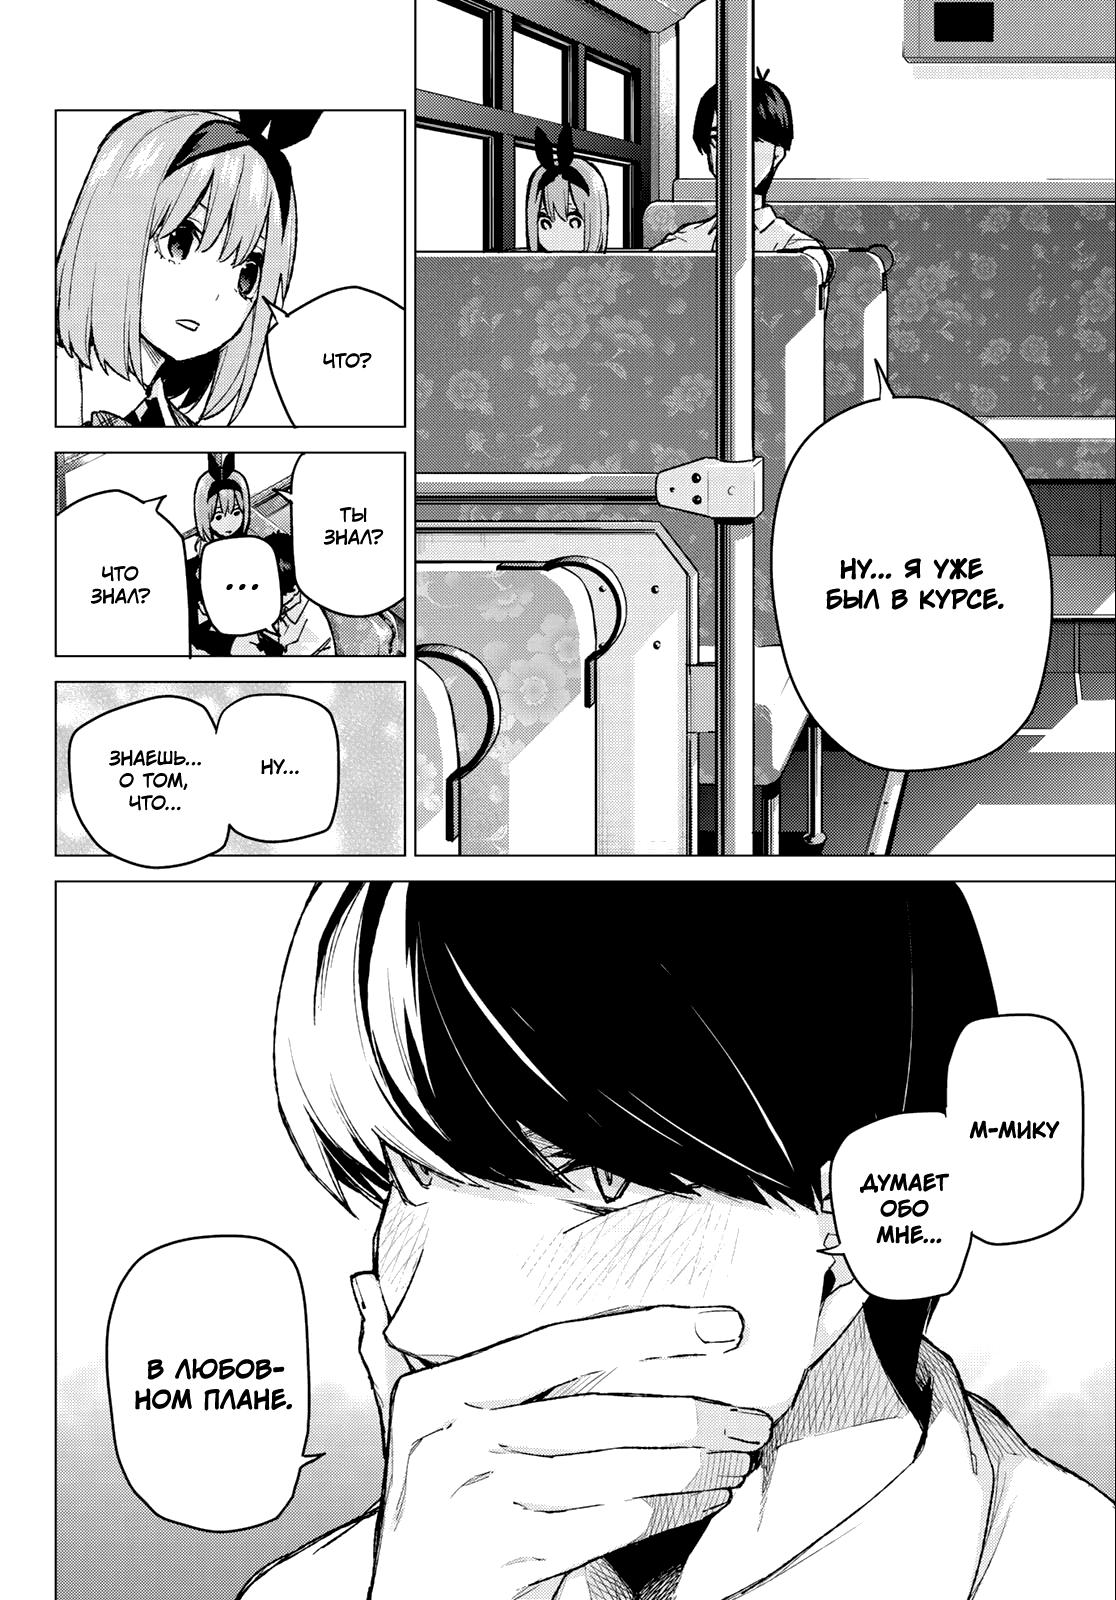 НУ... Я УЖЕ
БЫЛ В КУРСЕ.
ЧТО?
ТЫ
ЗНАЛ?
...
ЧТО
ЗНАЛ?
НУ...
ЗНАЕШЬ...
О ТОМ,
ЧТО...
М-МИКУ
ДУМАЕТ
ОБО
МНЕ...
В ЛЮБОВ-
НОМ ПЛАНЕ.